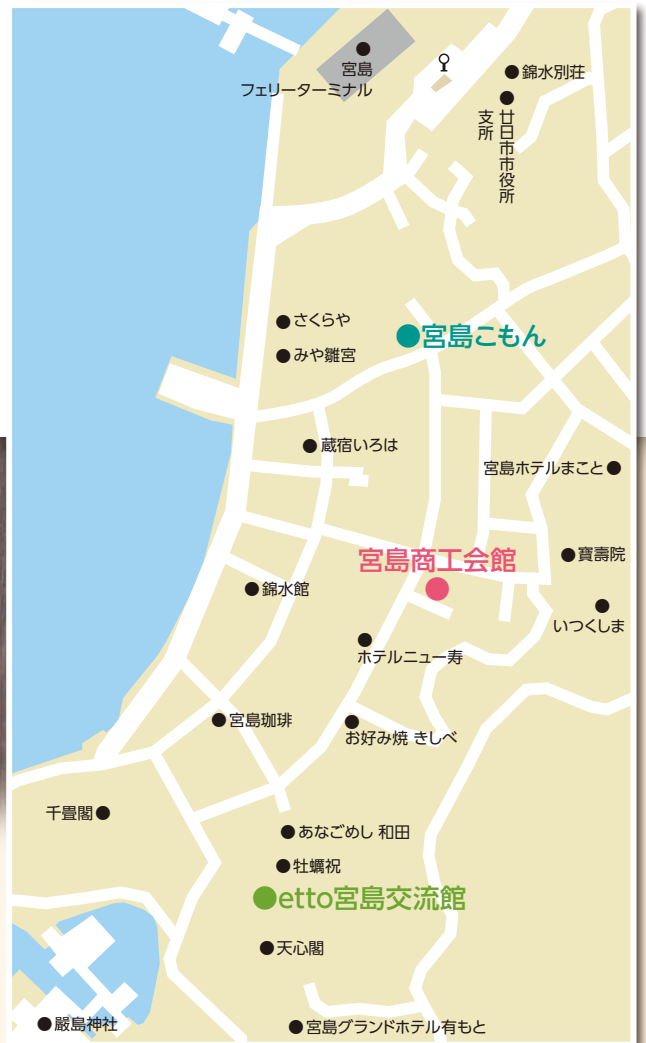 宮島
フェリーターミナル
錦水別荘
廿日市市役所
支所
さくらや
みや雛宮
宮島こもん
蔵宿いろは
宮島ホテルまこと
宮島商工会館
寶壽院
錦水館
いつくしま
ホテルニュー寿
宮島珈琲
お好み焼 きしべ
千畳閣
あなごめし 和田
牡蠣祝
etto宮島交流館
天心閣
嚴島神社
宮島グランドホテル有もと